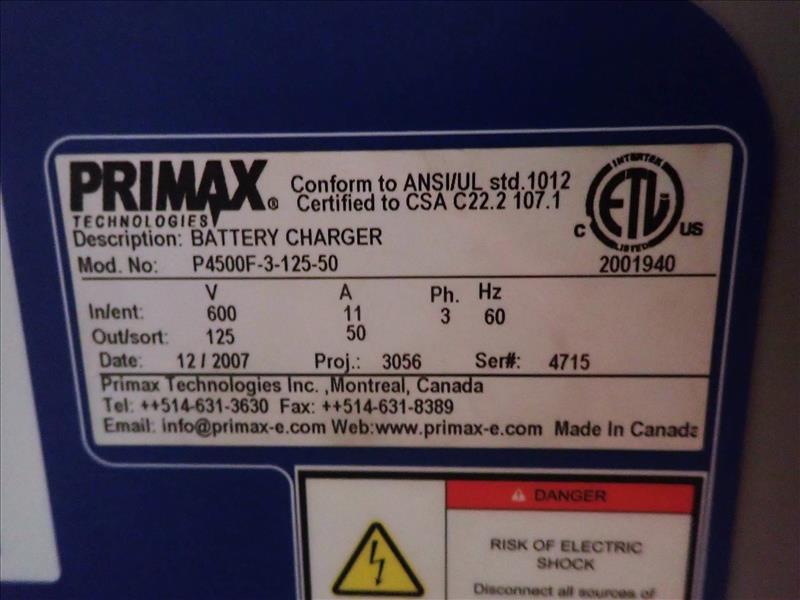 PRIMAX®
TECHNOLOGIES
Conform to ANSI/UL std.1012
Certified to CSA C22.2 107.1
INTERTEK
ETL
LISTED
C US
2001940
Description: BATTERY CHARGER
Mod. No: P4500F-3-125-50
V A Ph. Hz
In/ent: 600 11 3 60
Out/sort: 125 50
Date: 12/2007 Proj.: 3056 Ser#: 4715
Primax Technologies Inc. ,Montreal, Canada
Tel: ++514-631-3630 Fax: ++514-631-8389
Email: info@primax-e.com Web:www.primax-e.com Made In Canada
DANGER
RISK OF ELECTRIC
SHOCK
Disconnect all sources of